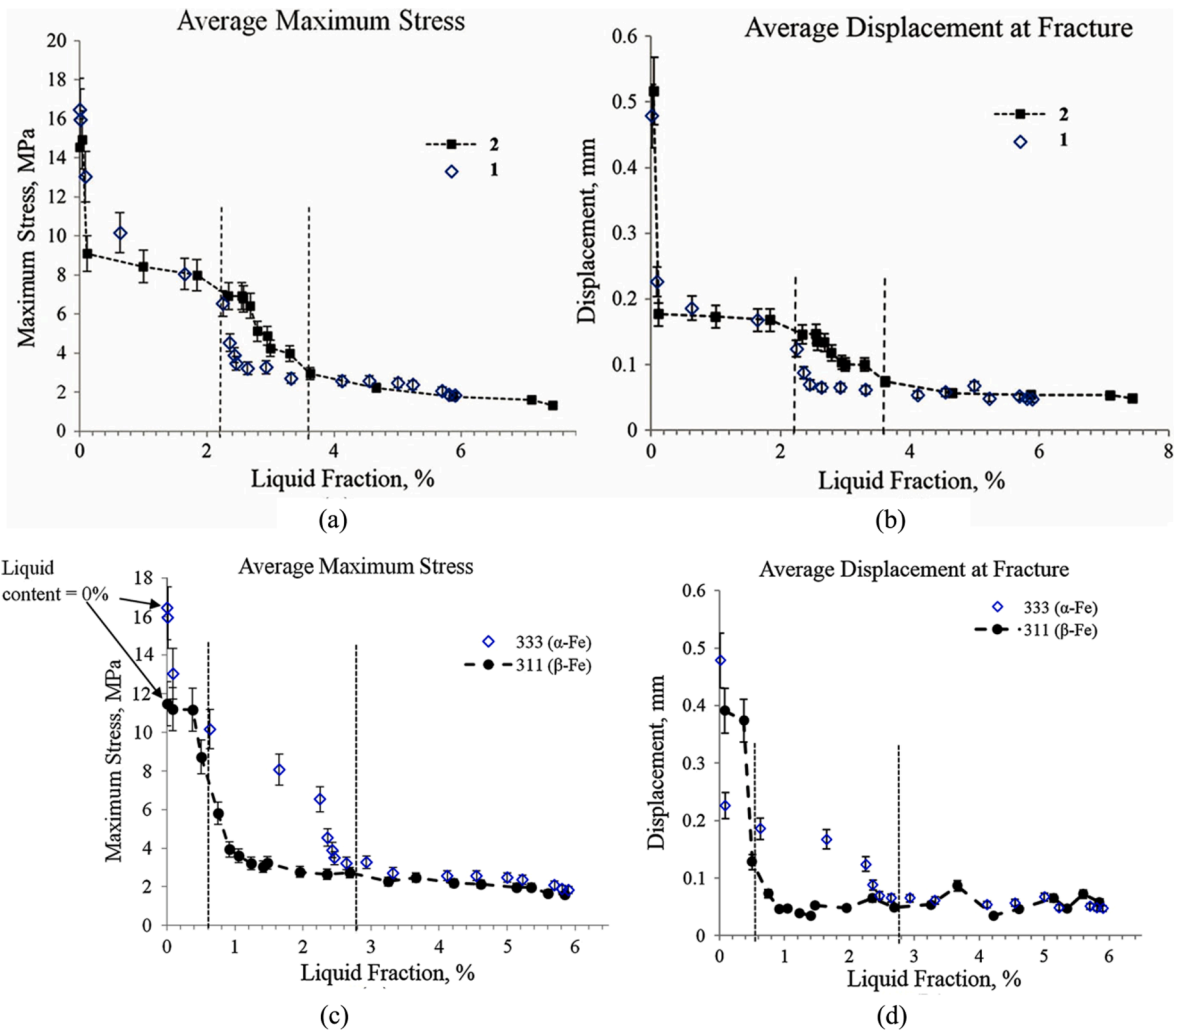 Average Maximum Stress
20
18
16
14
12
10
8
6
4
2
0
Maximum Stress, MPa
2
1
0 2 4 6
Liquid Fraction, %
(a)
Average Displacement at Fracture
0.6
0.5
0.4
0.3
0.2
0.1
0
Displacement, mm
2
1
0 2 4 6 8
Liquid Fraction, %
(b)
Liquid
content = 0%
Average Maximum Stress
18
16
14
12
10
8
6
4
2
0
Maximum Stress, MPa
333 (α-Fe)
311 (β-Fe)
0 1 2 3 4 5 6
Liquid Fraction, %
(c)
Average Displacement at Fracture
0.6
0.5
0.4
0.3
0.2
0.1
0
Displacement, mm
333 (α-Fe)
311 (β-Fe)
0 1 2 3 4 5 6
Liquid Fraction, %
(d)